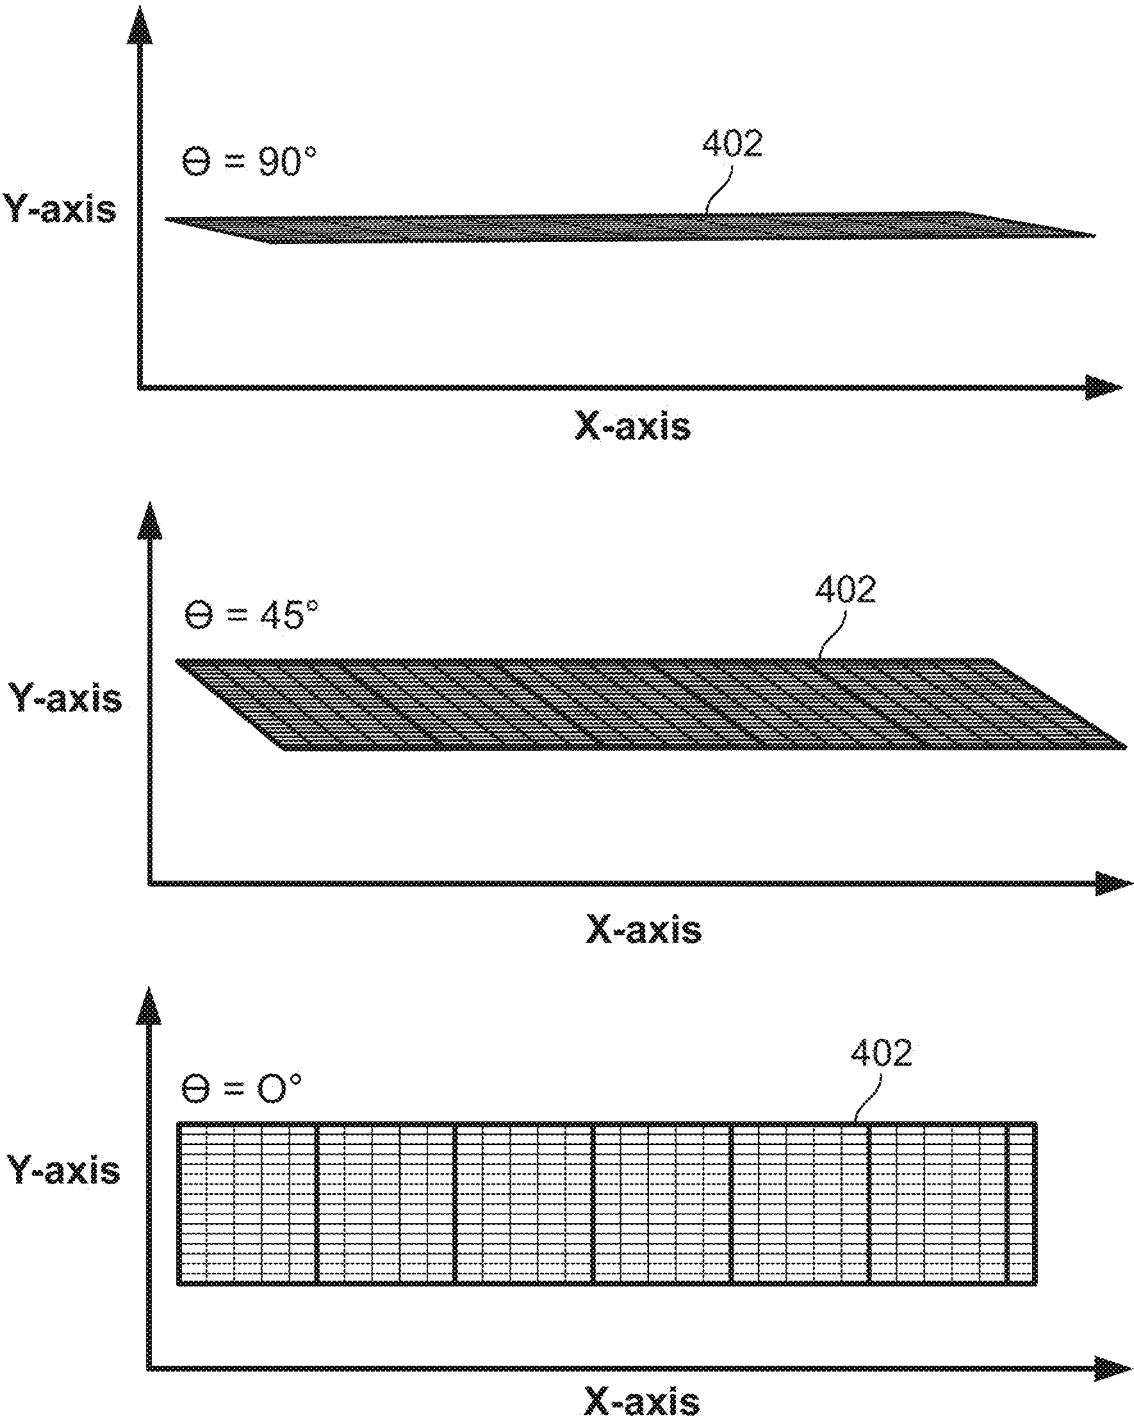 402
Ɵ = 90°
Y-axis
X-axis
402
Ɵ = 45°
Y-axis
X-axis
402
Ɵ = O°
Y-axis
X-axis